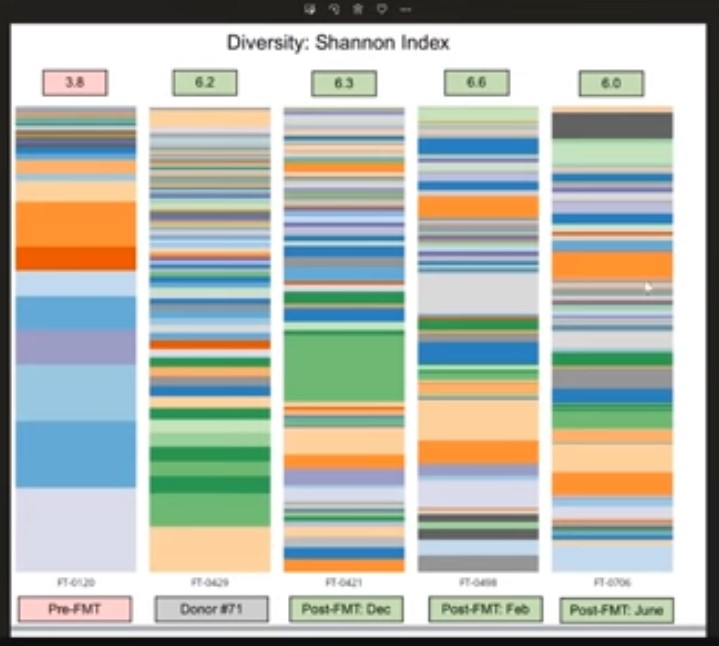 Diversity: Shannon Index
3.8 6.2 6.3 6.6 6.0
FT-0120 FT-0429 FT-0421 FT-0498 FT-0706
Pre-FMT Donor #71 Post-FMT: Dec Post-FMT: Feb Post-FMT: June